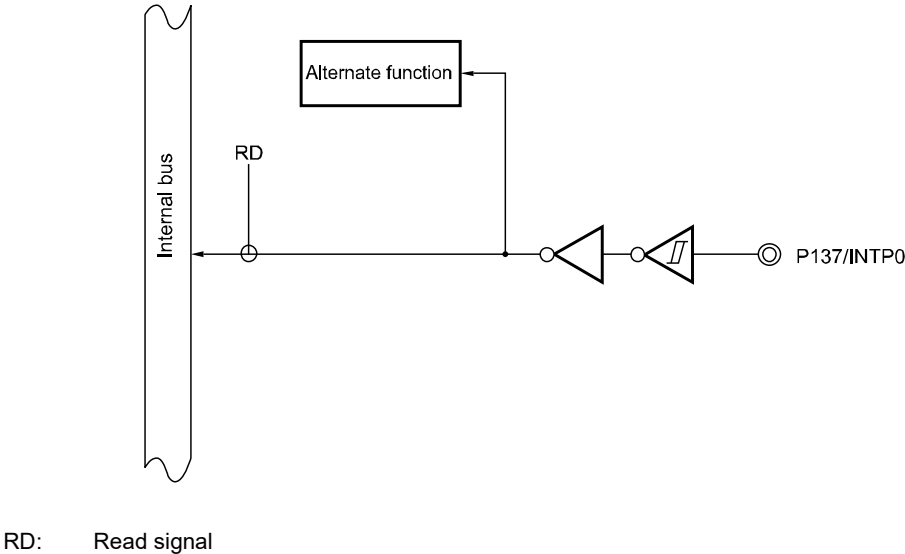 Alternate function
RD
Internal bus
P137/INTP0
RD: Read signal